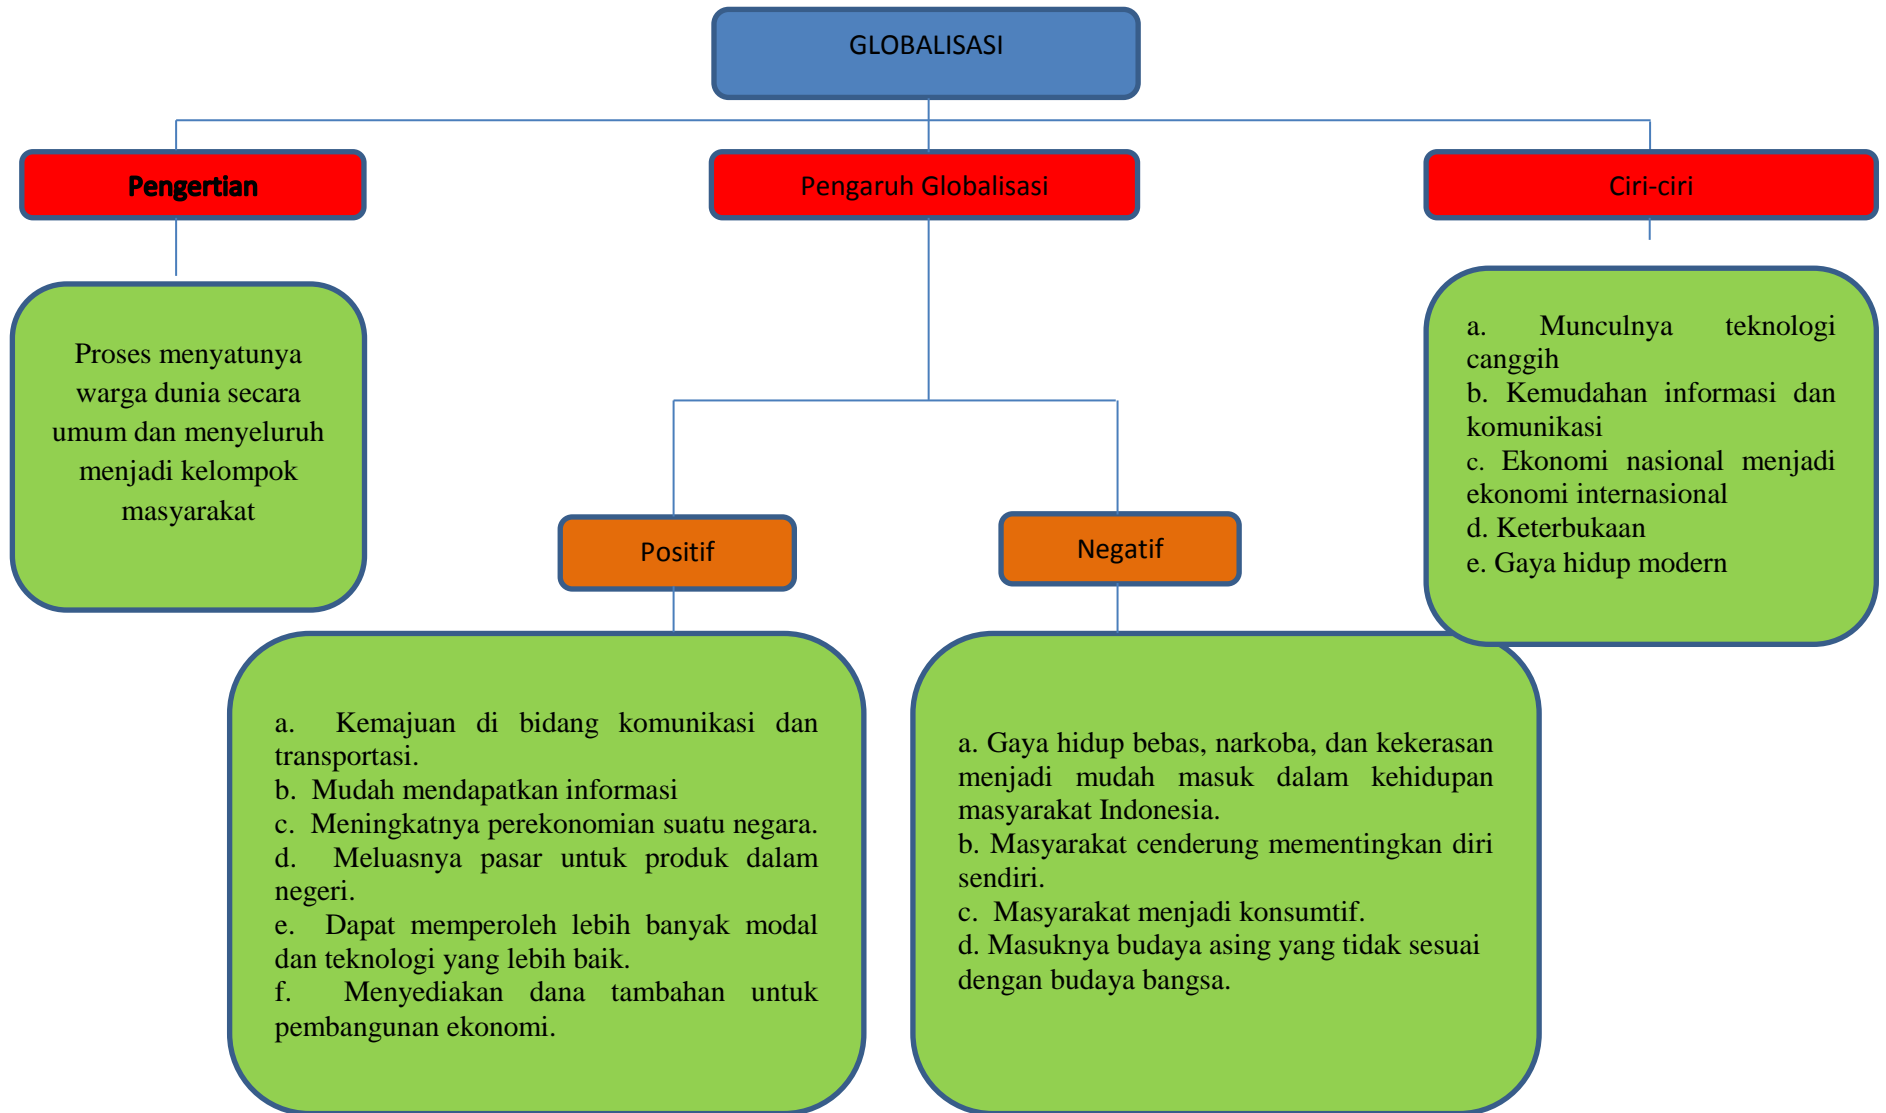 GLOBALISASI
Pengertian
Pengaruh Globalisasi
Ciri-ciri
Proses menyatunya
warga dunia secara
umum dan menyeluruh
menjadi kelompok
masyarakat
a. Munculnya teknologi
canggih
b. Kemudahan informasi dan
komunikasi
c. Ekonomi nasional menjadi
ekonomi internasional
d. Keterbukaan
e. Gaya hidup modern
Positif
Negatif
a. Kemajuan di bidang komunikasi dan
transportasi.
b. Mudah mendapatkan informasi
c. Meningkatnya perekonomian suatu negara.
d. Meluasnya pasar untuk produk dalam
negeri.
e. Dapat memperoleh lebih banyak modal
dan teknologi yang lebih baik.
f. Menyediakan dana tambahan untuk
pembangunan ekonomi.
a. Gaya hidup bebas, narkoba, dan kekerasan
menjadi mudah masuk dalam kehidupan
masyarakat Indonesia.
b. Masyarakat cenderung mementingkan diri
sendiri.
c. Masyarakat menjadi konsumtif.
d. Masuknya budaya asing yang tidak sesuai
dengan budaya bangsa.